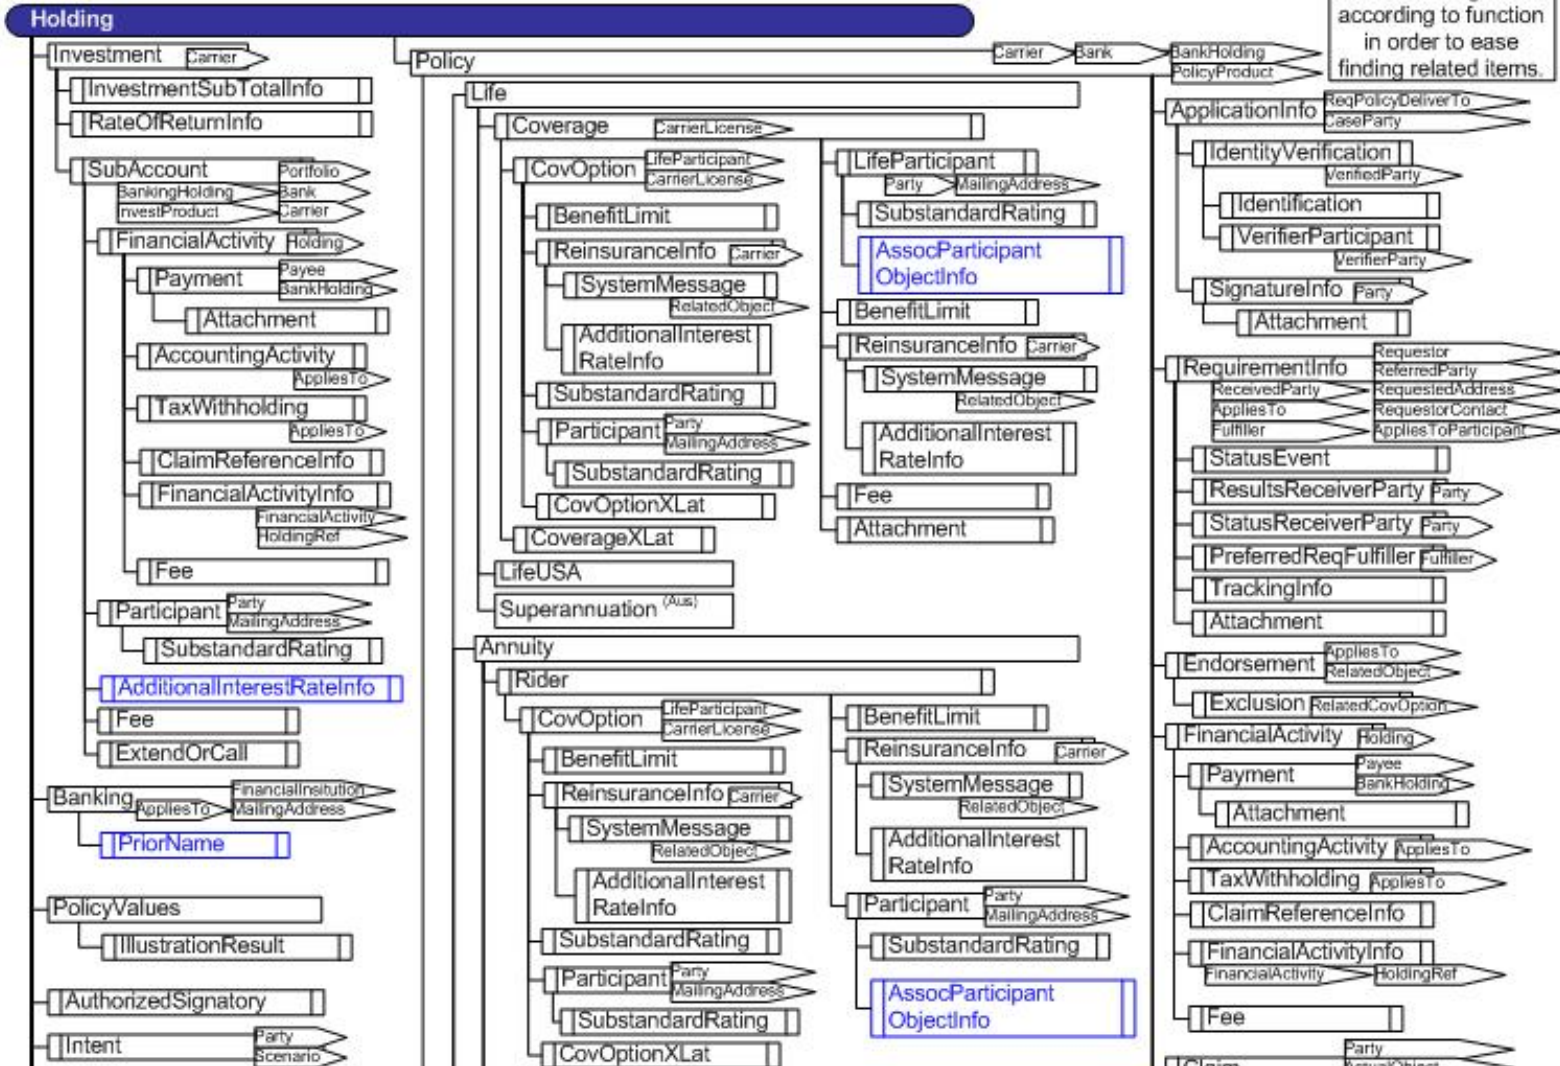 Holding
according to function
in order to ease
finding related items.
Investment
Carrier
InvestmentSubTotalInfo
RateOfReturnInfo
SubAccount
Portfolio
BankingHolding
Bank
nvestProduct
Carrier
FinancialActivity
Holding
Payment
Payee
BankHolding
Attachment
AccountingActivity
AppliesTo
TaxWithholding
AppliesTo
ClaimReferenceInfo
FinancialActivityInfo
FinancialActivity
HoldingRef
Fee
Participant
Party
MailingAddress
SubstandardRating
AdditionalInterestRateInfo
Fee
ExtendOrCall
Banking
FinancialInsitution
AppliesTo
MailingAddress
PriorName
PolicyValues
IllustrationResult
AuthorizedSignatory
Intent
Party
Scenario
Policy
Carrier
Bank
BankHolding
PolicyProduct
Life
Coverage
CarrierLicense
CovOption
LifeParticipant
CarrierLicense
BenefitLimit
ReinsuranceInfo
Carrier
SystemMessage
RelatedObject
AdditionalInterest
RateInfo
SubstandardRating
Participant
Party
MailingAddress
SubstandardRating
CovOptionXLat
CoverageXLat
LifeParticipant
Party
MailingAddress
SubstandardRating
AssocParticipant
ObjectInfo
BenefitLimit
ReinsuranceInfo
Carrier
SystemMessage
RelatedObject
AdditionalInterest
RateInfo
Fee
Attachment
LifeUSA
Superannuation (Aus)
Annuity
Rider
CovOption
LifeParticipant
CarrierLicense
BenefitLimit
ReinsuranceInfo
Carrier
SystemMessage
RelatedObject
AdditionalInterest
RateInfo
SubstandardRating
Participant
Party
MailingAddress
SubstandardRating
CovOptionXLat
BenefitLimit
ReinsuranceInfo
Carrier
SystemMessage
RelatedObject
AdditionalInterest
RateInfo
Participant
Party
MailingAddress
SubstandardRating
AssocParticipant
ObjectInfo
ApplicationInfo
ReqPolicyDeliverTo
CaseParty
IdentityVerification
VerifiedParty
Identification
VerifierParticipant
VerifierParty
SignatureInfo
Party
Attachment
RequirementInfo
Requestor
ReferredParty
ReceivedParty
RequestedAddress
AppliesTo
RequestorContact
Fulfiller
AppliesToParticipant
StatusEvent
ResultsReceiverParty
Party
StatusReceiverParty
Party
PreferredReqFulfiller
Fulfiller
TrackingInfo
Attachment
Endorsement
AppliesTo
RelatedObject
Exclusion
RelatedCovOption
FinancialActivity
Holding
Payment
Payee
BankHolding
Attachment
AccountingActivity
AppliesTo
TaxWithholding
AppliesTo
ClaimReferenceInfo
FinancialActivityInfo
FinancialActivity
HoldingRef
Fee
Party